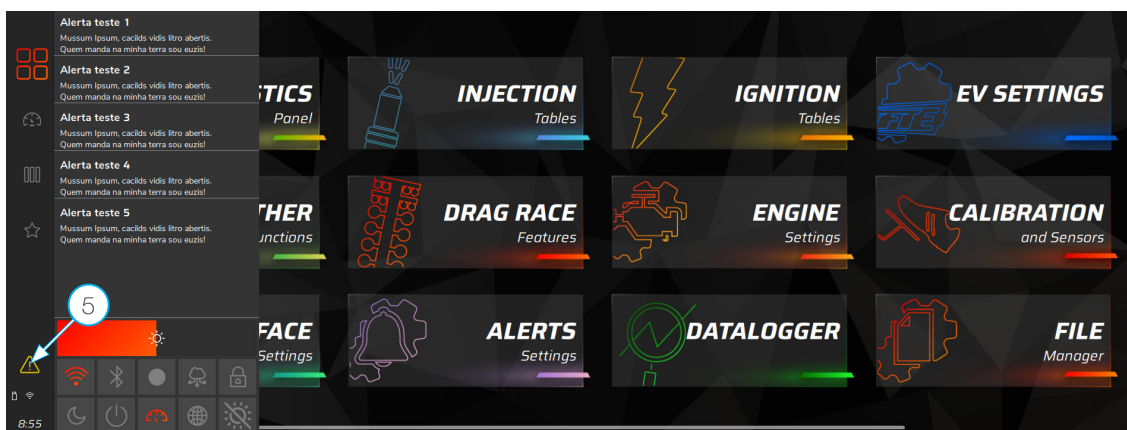 Alerta teste 1
Mussum Ipsum, cacilds vidis litro abertis.
Quem manda na minha terra sou euzis!
Alerta teste 2
Mussum Ipsum, cacilds vidis litro abertis.
Quem manda na minha terra sou euzis!
Alerta teste 3
Mussum Ipsum, cacilds vidis litro abertis.
Quem manda na minha terra sou euzis!
Alerta teste 4
Mussum Ipsum, cacilds vidis litro abertis.
Quem manda na minha terra sou euzis!
Alerta teste 5
Mussum Ipsum, cacilds vidis litro abertis.
Quem manda na minha terra sou euzis!
5
8:55
STICS
Panel
INJECTION
Tables
IGNITION
Tables
EV SETTINGS
FTE
THER
unctions
DRAG RACE
Features
ENGINE
Settings
CALIBRATION
and Sensors
FACE
Settings
ALERTS
Settings
DATALOGGER
FILE
Manager